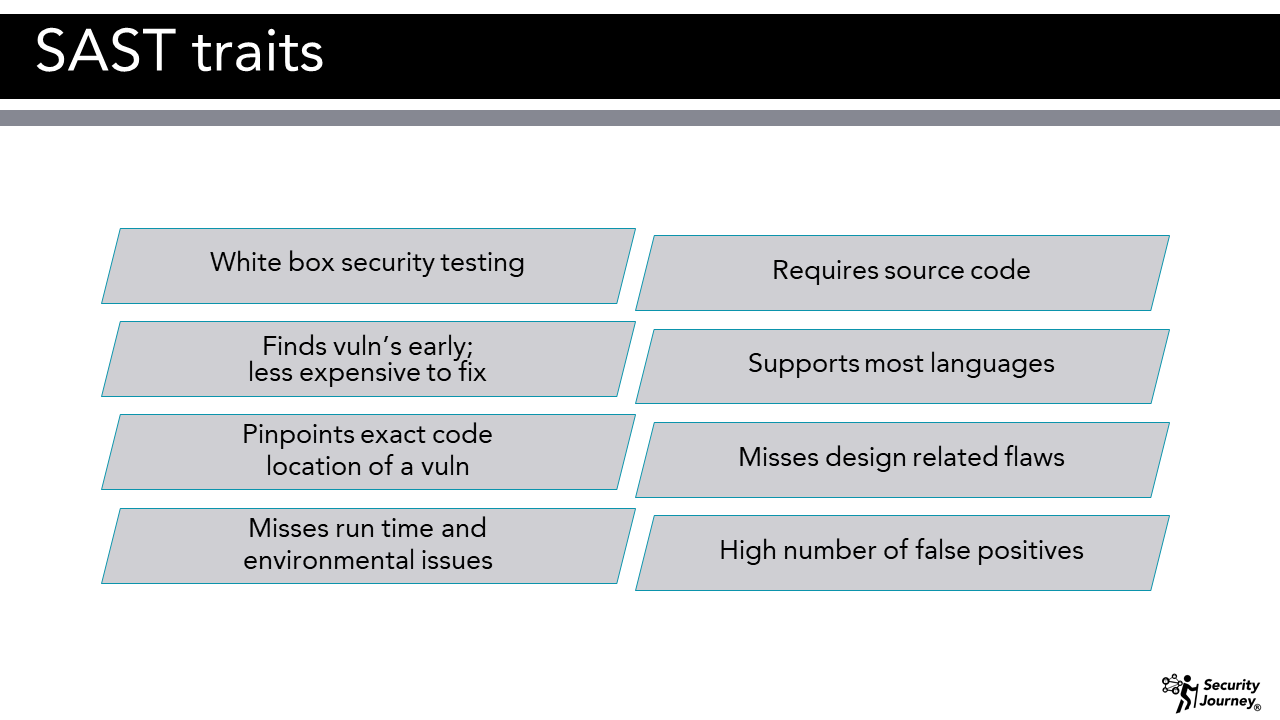 SAST traits
White box security testing
Requires source code
Finds vuln’s early;
less expensive to fix
Supports most languages
Pinpoints exact code
location of a vuln
Misses design related flaws
Misses run time and
environmental issues
High number of false positives
Security
Journey®